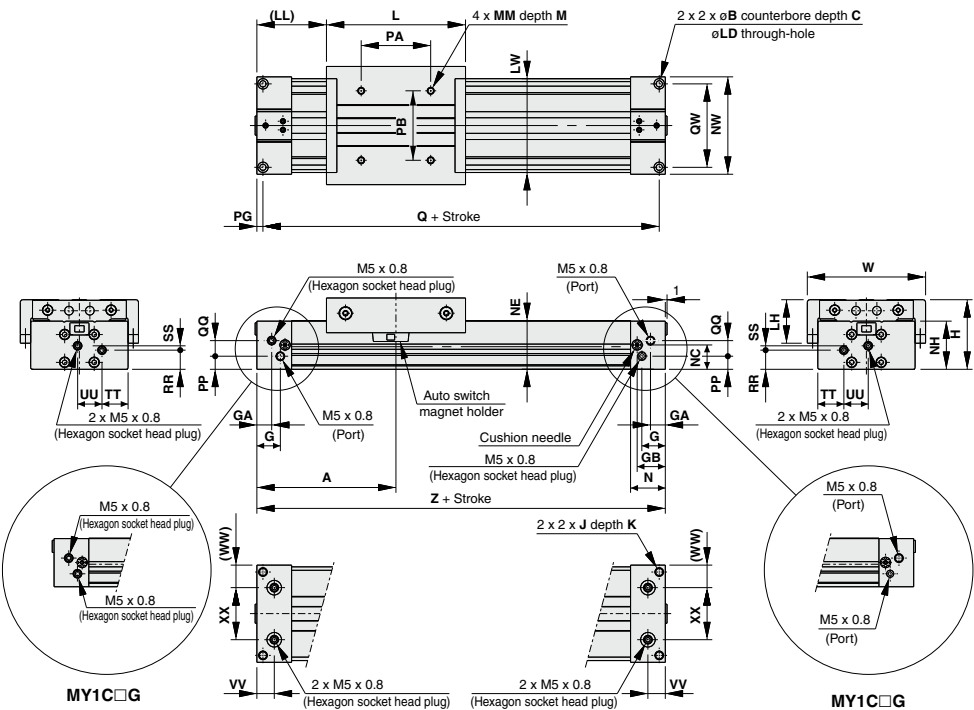 (LL)
L
4 x MM depth M
2 x 2 x øB counterbore depth C
øLD through-hole
PA
LW
PB
QW
NW
PG
Q + Stroke
M5 x 0.8
(Hexagon socket head plug)
M5 x 0.8
(Port)
1
W
NE
QQ
QQ
SS
SS
LH
NH
H
NC
RR
PP
PP
RR
UU
TT
TT
UU
2 x M5 x 0.8
(Hexagon socket head plug)
GA
G
M5 x 0.8
(Port)
Auto switch
magnet holder
Cushion needle
M5 x 0.8
(Hexagon socket head plug)
GA
G
GB
N
2 x M5 x 0.8
(Hexagon socket head plug)
A
Z + Stroke
M5 x 0.8
(Hexagon socket head plug)
M5 x 0.8
(Hexagon socket head plug)
MY1C□G
(WW)
XX
VV
2 x M5 x 0.8
(Hexagon socket head plug)
2 x 2 x J depth K
(WW)
XX
VV
2 x M5 x 0.8
(Hexagon socket head plug)
M5 x 0.8
(Port)
M5 x 0.8
(Port)
MY1C□G